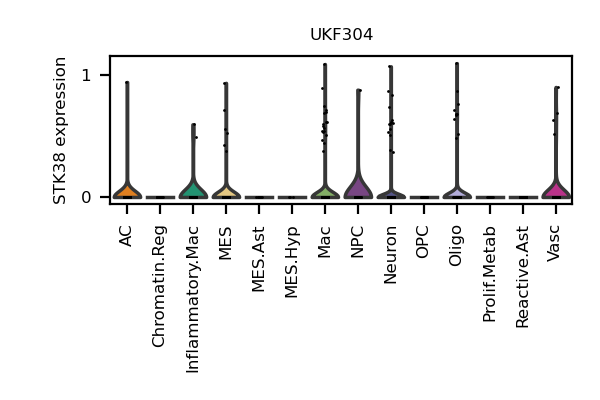 UKF304
STK38 expression
1
0
AC
Chromatin.Reg
Inflammatory.Mac
MES
MES.Ast
MES.Hyp
Mac
NPC
Neuron
OPC
Oligo
Prolif.Metab
Reactive.Ast
Vasc